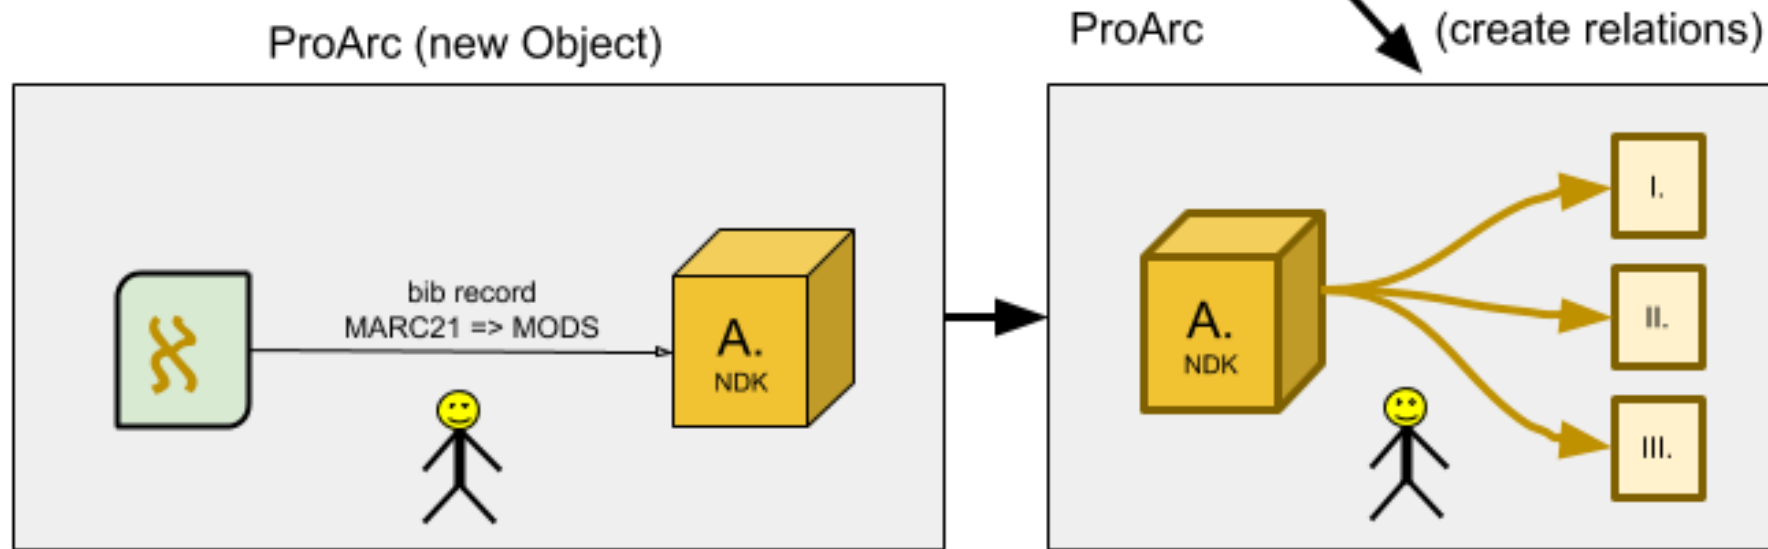 ProArc (new Object)
bib record
MARC21 => MODS
A.
NDK
ProArc
(create relations)
A.
NDK
I.
II.
III.